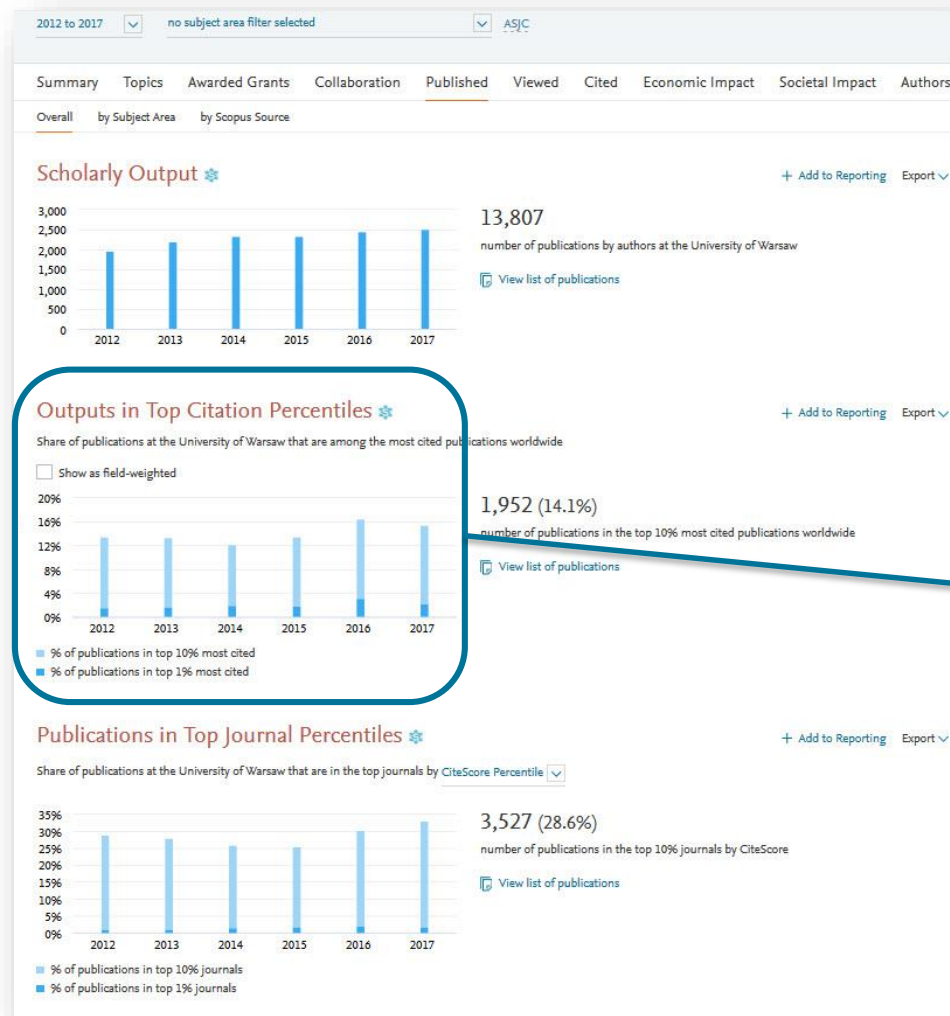 2012 to 2017 no subject area filter selected ASJC
Summary Topics Awarded Grants Collaboration Published Viewed Cited Economic Impact Societal Impact Authors
Overall by Subject Area by Scopus Source
Scholarly Output
+ Add to Reporting Export
3,000
2,500
2,000
1,500
1,000
500
0
2012 2013 2014 2015 2016 2017
13,807
number of publications by authors at the University of Warsaw
View list of publications
Outputs in Top Citation Percentiles
+ Add to Reporting Export
Share of publications at the University of Warsaw that are among the most cited publications worldwide
Show as field-weighted
20%
16%
12%
8%
4%
0%
2012 2013 2014 2015 2016 2017
% of publications in top 10% most cited
% of publications in top 1% most cited
1,952 (14.1%)
number of publications in the top 10% most cited publications worldwide
View list of publications
Publications in Top Journal Percentiles
+ Add to Reporting Export
Share of publications at the University of Warsaw that are in the top journals by CiteScore Percentile
35%
30%
25%
20%
15%
10%
5%
0%
2012 2013 2014 2015 2016 2017
% of publications in top 10% journals
% of publications in top 1% journals
3,527 (28.6%)
number of publications in the top 10% journals by CiteScore
View list of publications